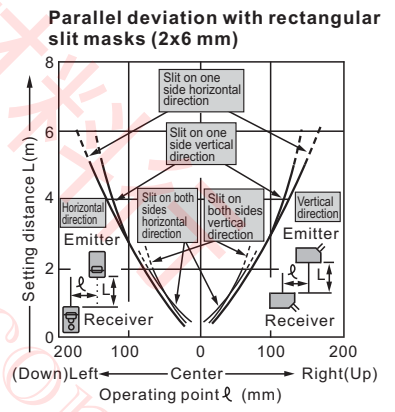 Parallel deviation with rectangular
slit masks (2x6 mm)
8
6
4
2
0
Setting distance L(m)
Slit on one
side horizontal
direction
Slit on one
side vertical
direction
Horizontal
direction
Slit on both
sides
horizontal
direction
Slit on
both sides
vertical
direction
Vertical
direction
Emitter
Emitter
ℓ
L
ℓ
L
Receiver
Receiver
200 100 0 100 200
(Down)Left Center Right(Up)
Operating point ℓ (mm)